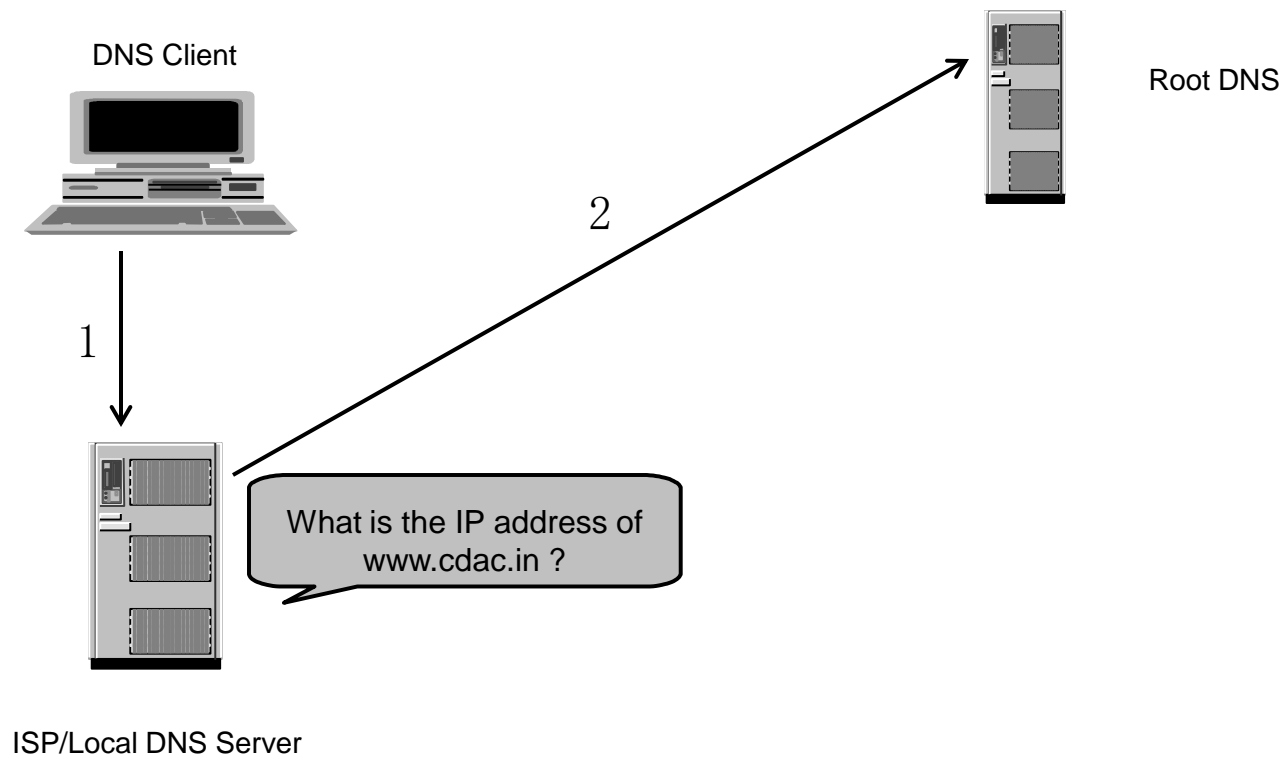 DNS Client
Root DNS
2
1
What is the IP address of
www.cdac.in ?
ISP/Local DNS Server